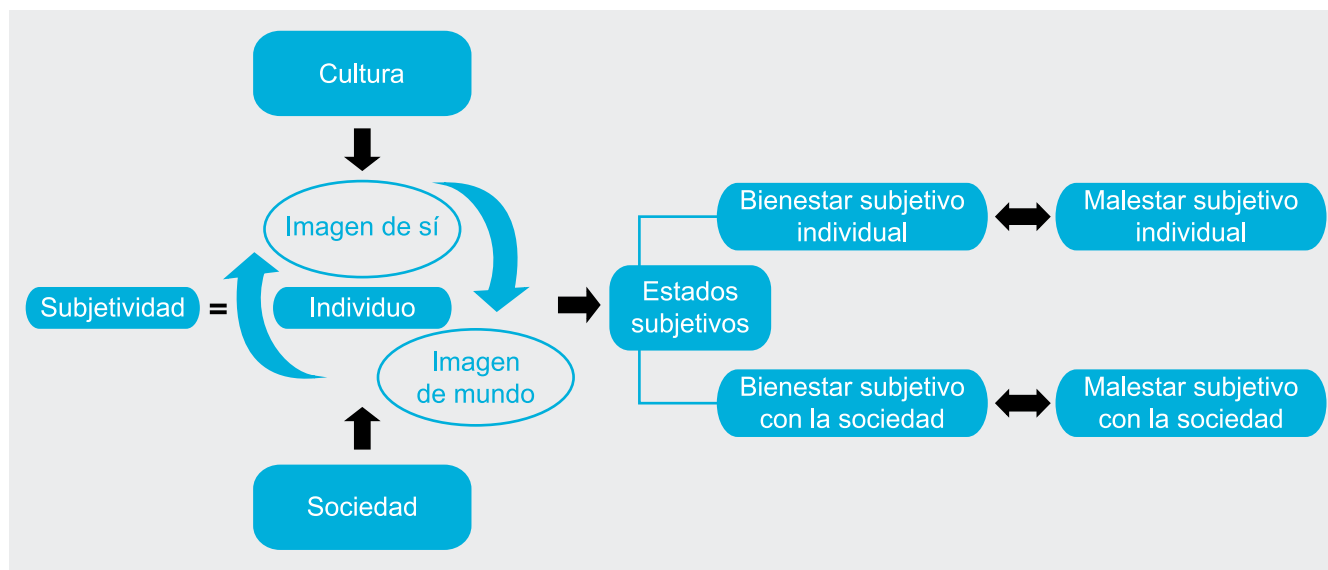 Cultura
Imagen de sí
Subjetividad
=
Individuo
Imagen
de mundo
Sociedad
Estados
subjetivos
Bienestar subjetivo
individual
Malestar subjetivo
individual
Bienestar subjetivo
con la sociedad
Malestar subjetivo
con la sociedad